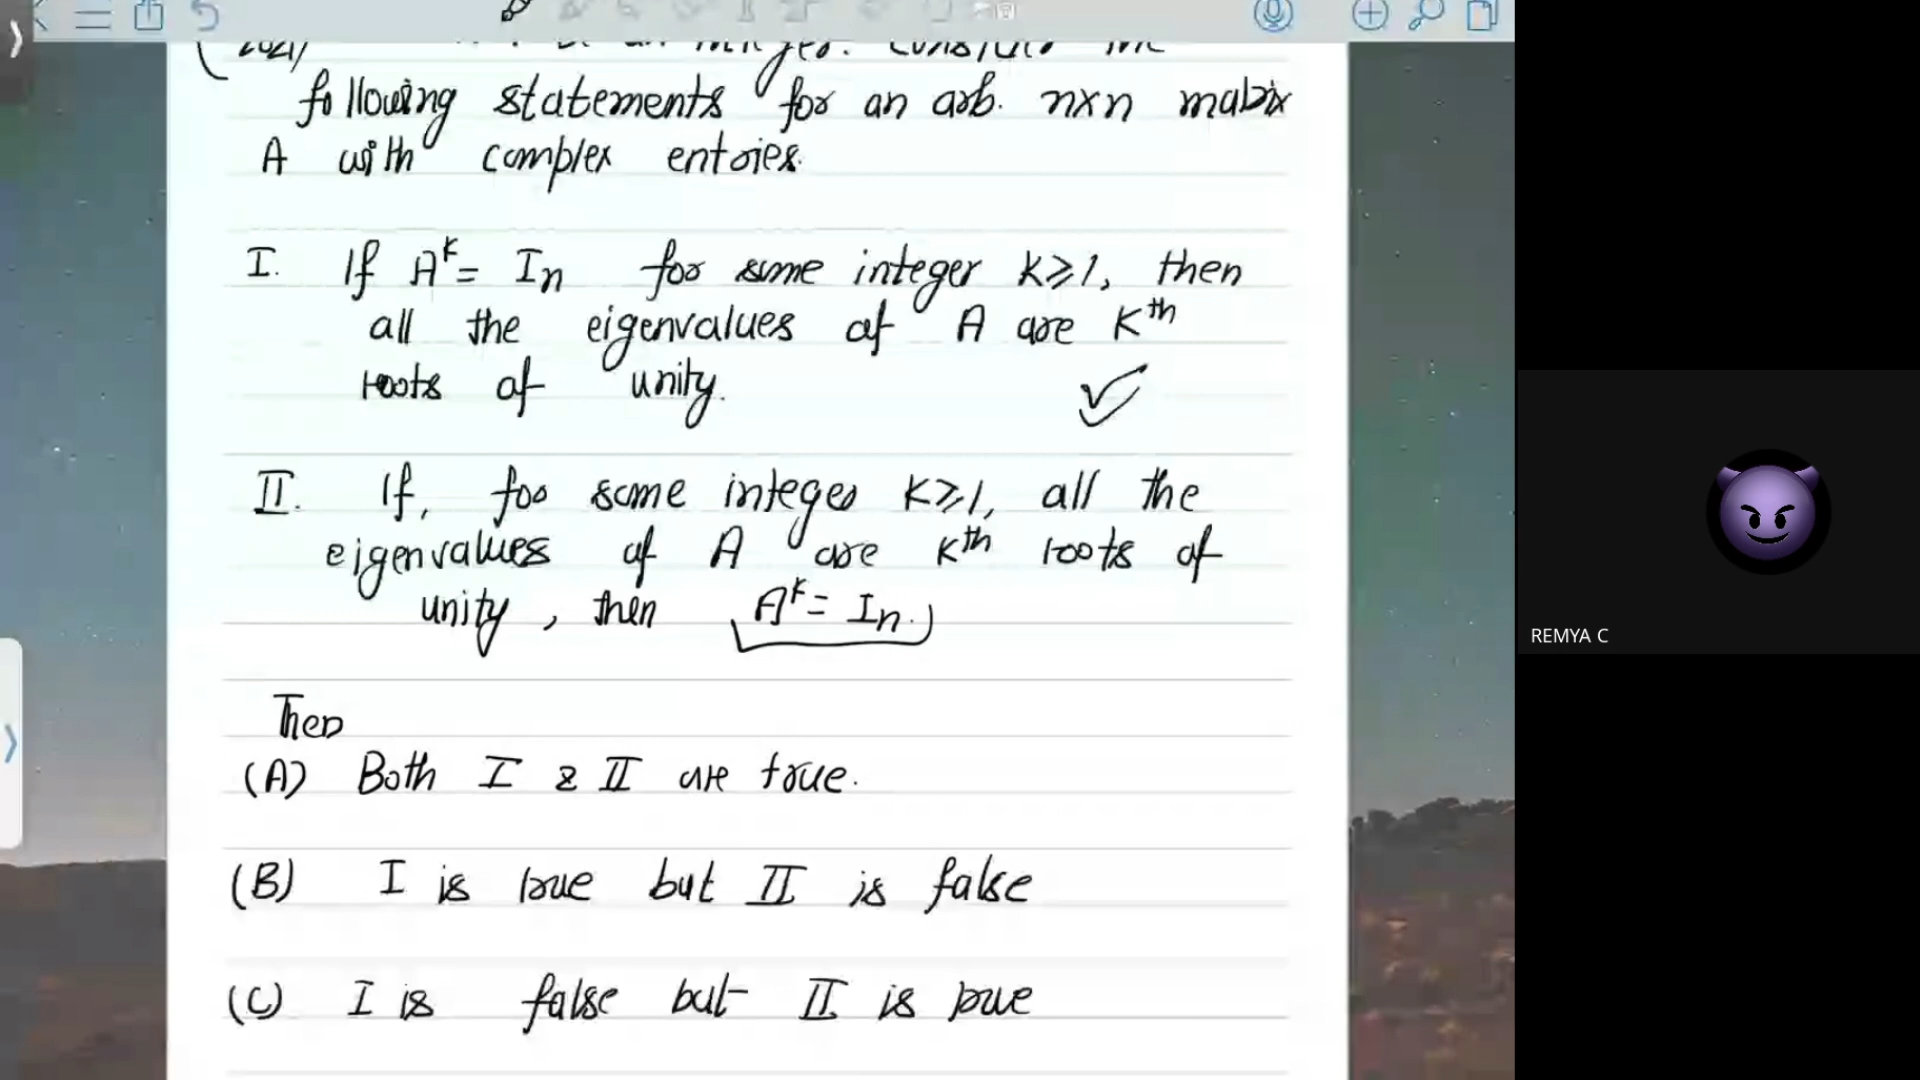 following statements for an arb. n×n matrix
A with complex entries.
I. If A^k = In for some integer K≥1, then
all the eigenvalues of A are K^th
roots of unity.
II. If, for some integer K≥1, all the
eigenvalues of A are K^th roots of
unity, then A^k = In.
Then
(A) Both I & II are true.
(B) I is true but II is false
(C) I is false but II is true
REMYA C